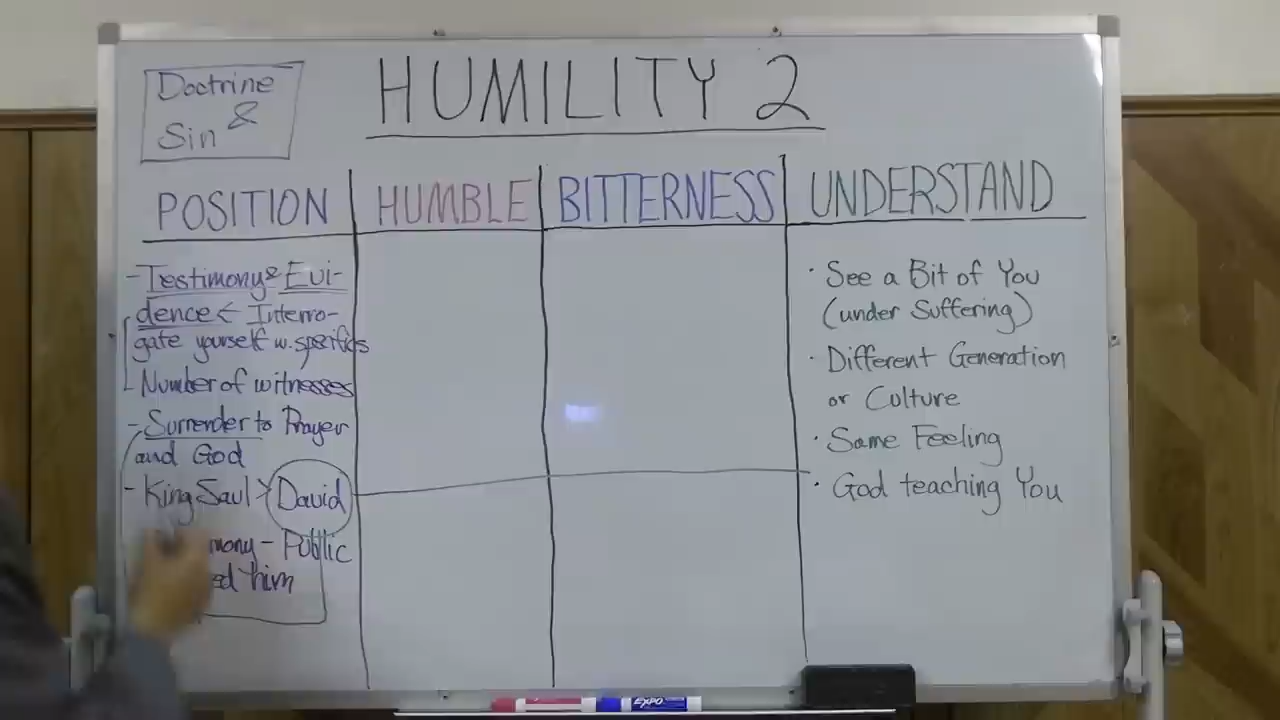 Doctrine
&
Sin
HUMILITY 2
POSITION
- Testimony & Evi-
dence < Interro-
gate yourself w. specifics
Number of witnesses
- Surrender to Prayer
and God
- King Saul > David
mony - Public
ed him
HUMBLE
BITTERNESS
UNDERSTAND
· See a Bit of You
(under Suffering)
· Different Generation
or Culture
· Same Feeling
· God teaching You
EXPO